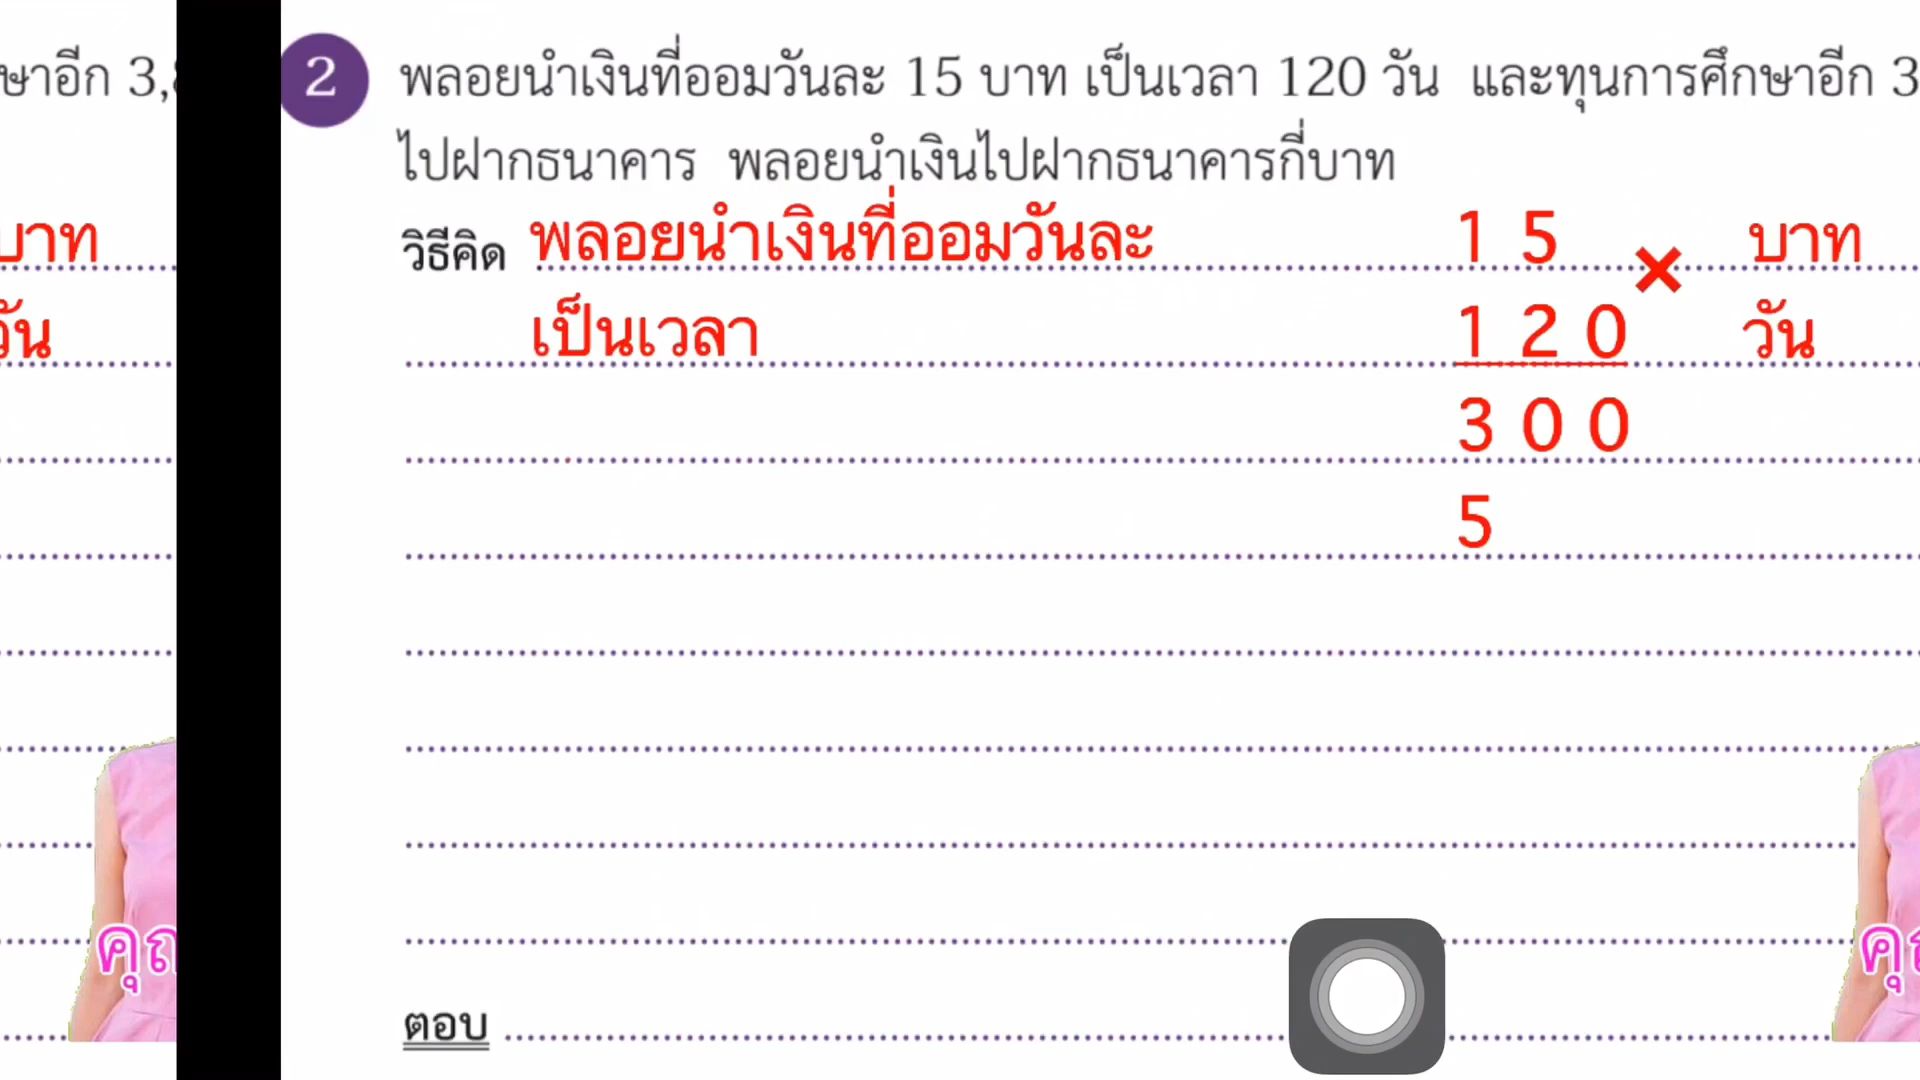 ษาอีก 3,
บาท
วัน
คุณ
2 พลอยนำเงินที่ออมวันละ 15 บาท เป็นเวลา 120 วัน และทุนการศึกษาอีก 3
ไปฝากธนาคาร พลอยนำเงินไปฝากธนาคารกี่บาท
วิธีคิด พลอยนำเงินที่ออมวันละ 1 5 × บาท
เป็นเวลา 1 2 0 วัน
3 0 0
5
ตอบ